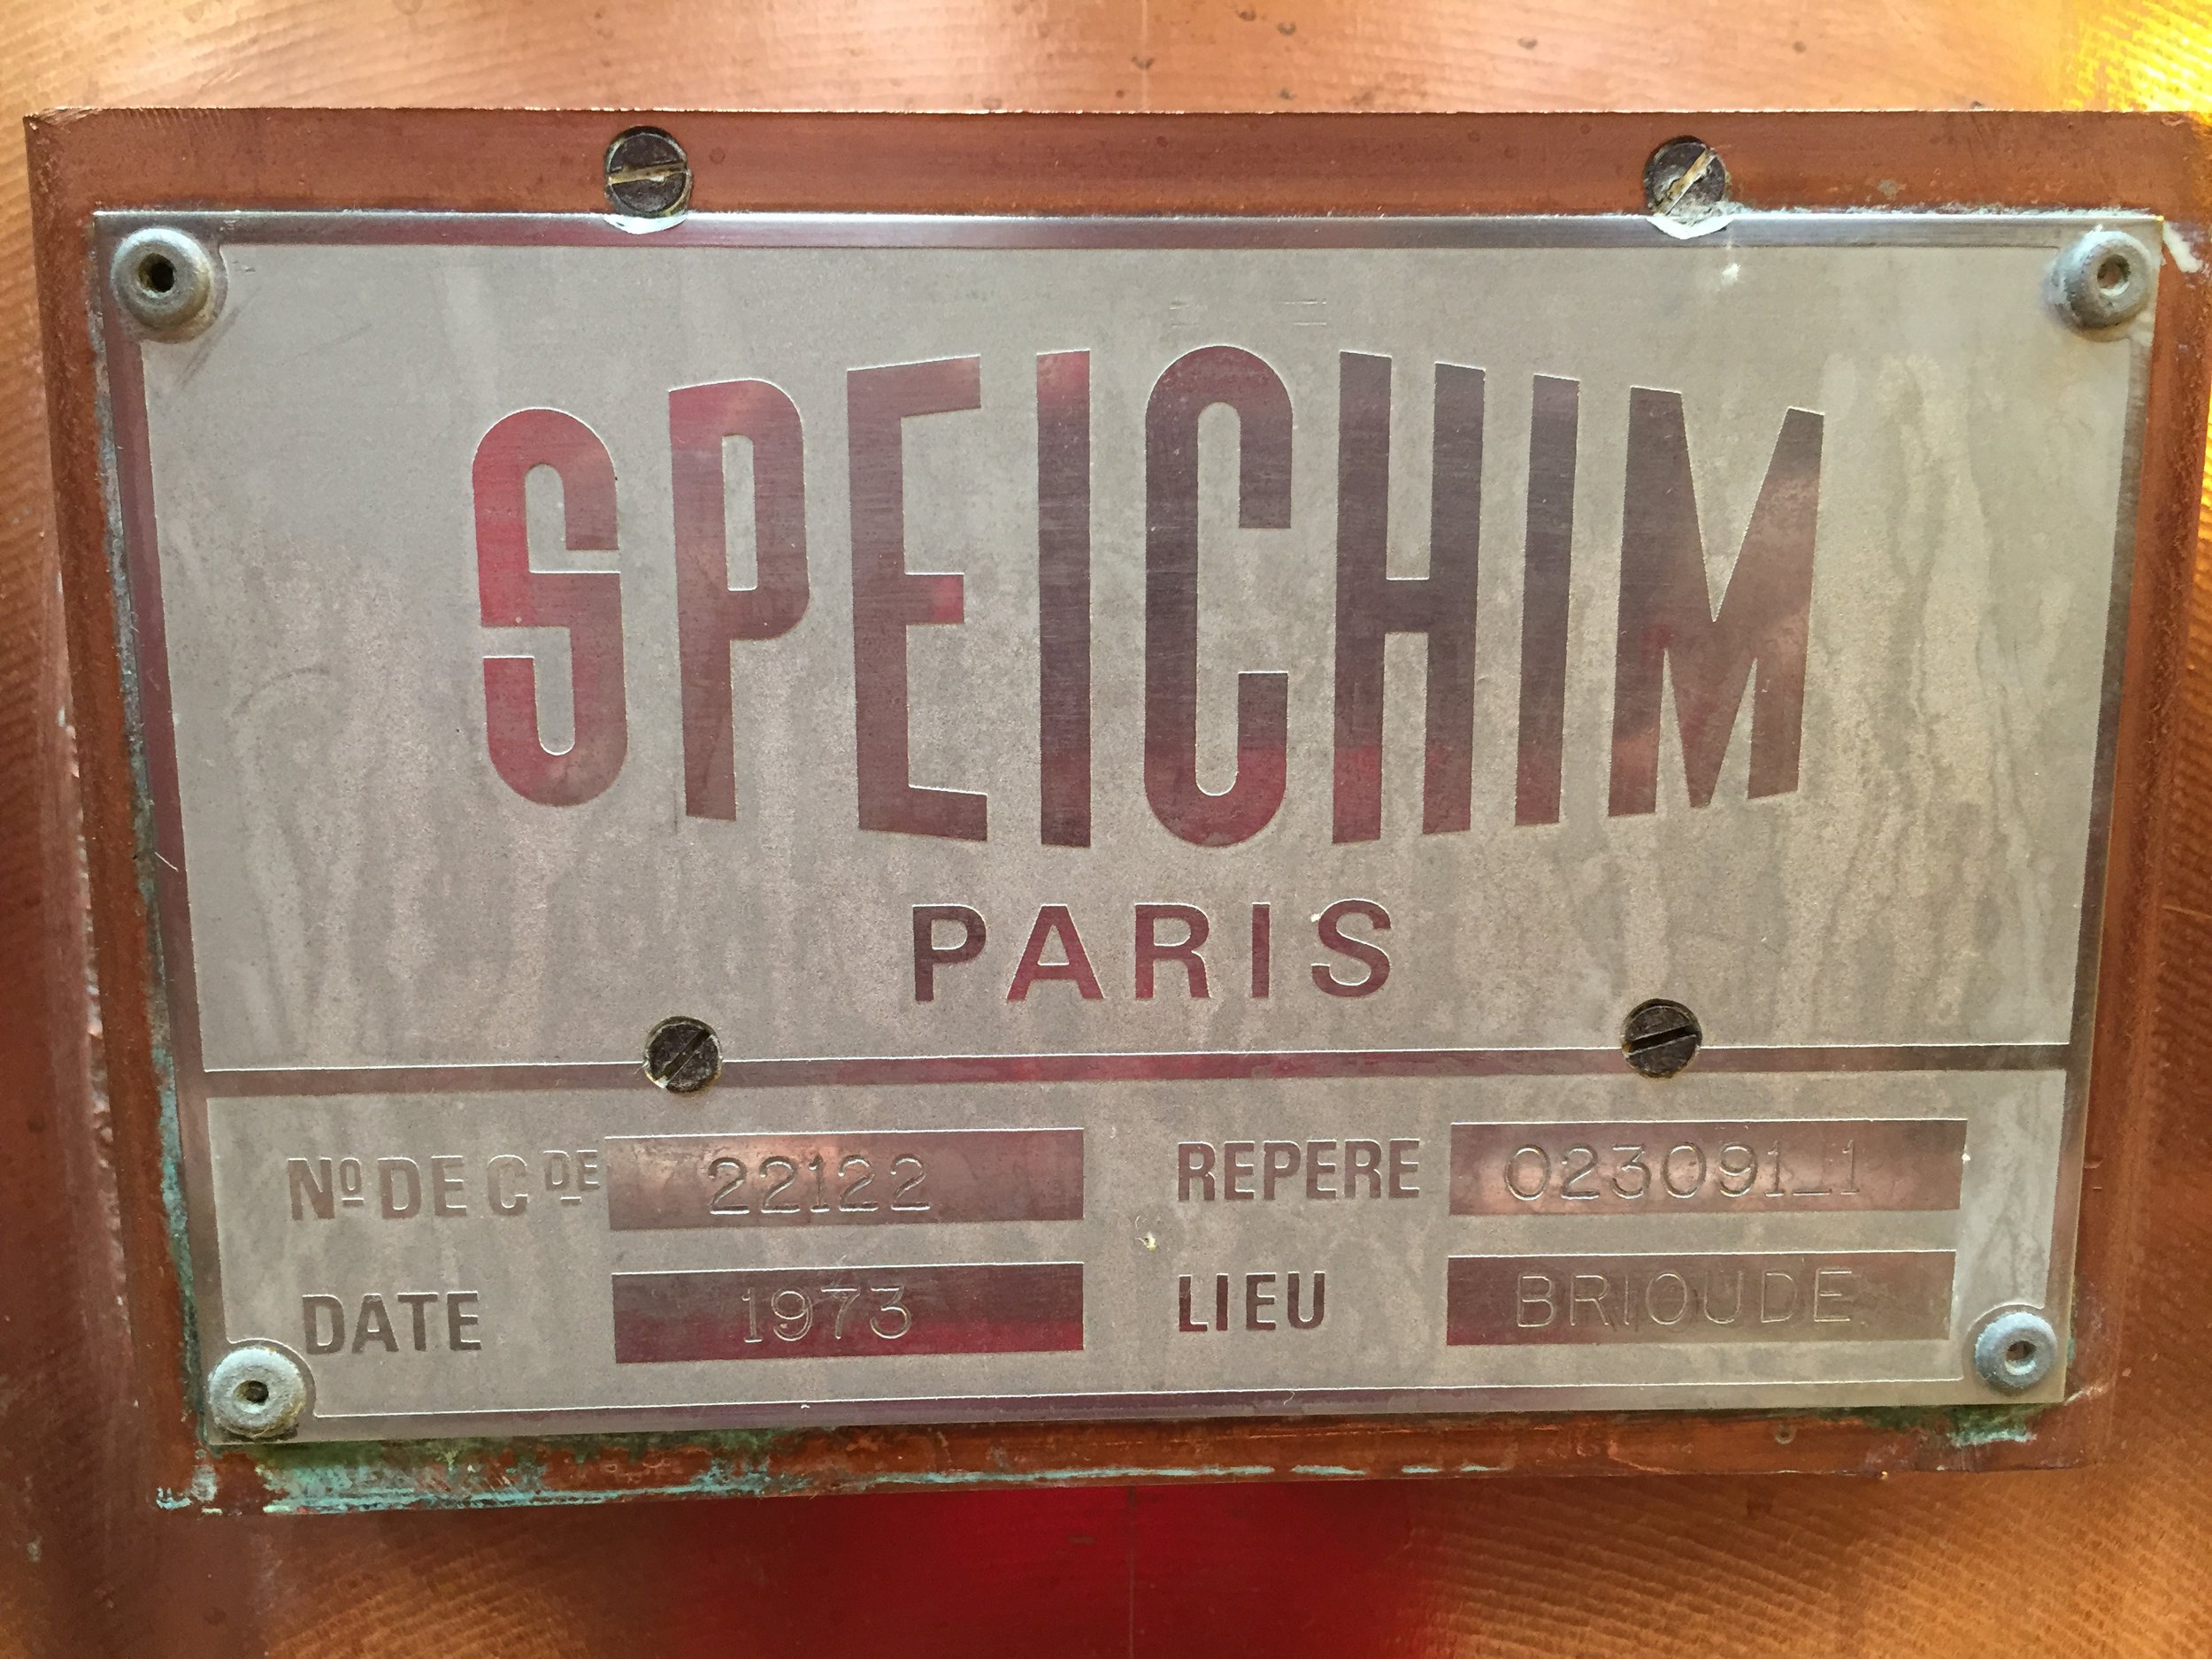 SPEICHIM
PARIS
Nº DE CDE 22122 REPERE 023091_1
DATE 1973 LIEU BRIOUDE